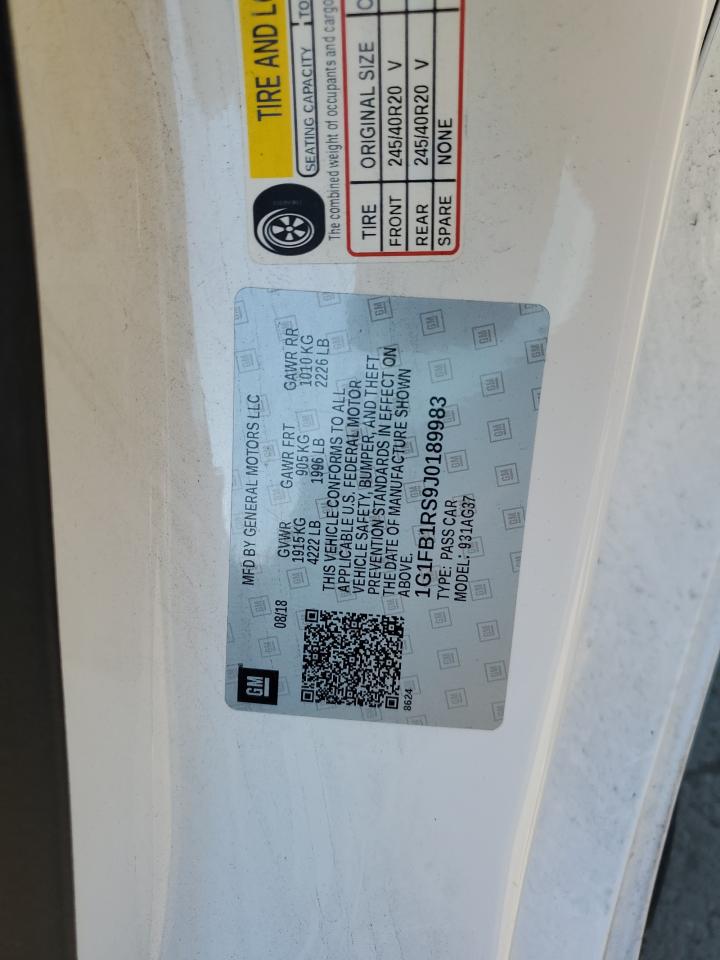 GM
MFD BY GENERAL MOTORS LLC
08/18
GVWR GAWR FRT GAWR RR
1915 KG 905 KG 1010 KG
4222 LB 1996 LB 2226 LB
THIS VEHICLE CONFORMS TO ALL
APPLICABLE U.S. FEDERAL MOTOR
VEHICLE SAFETY, BUMPER, AND THEFT
PREVENTION STANDARDS IN EFFECT ON
THE DATE OF MANUFACTURE SHOWN
ABOVE.
1G1FB1RS9J0189983
8624
TYPE: PASS CAR
MODEL: 931AG37
TIRE AND
SEATING CAPACITY
The combined weight of occupants and cargo
TIRE ORIGINAL SIZE
FRONT 245/40R20 V
REAR 245/40R20 V
SPARE NONE